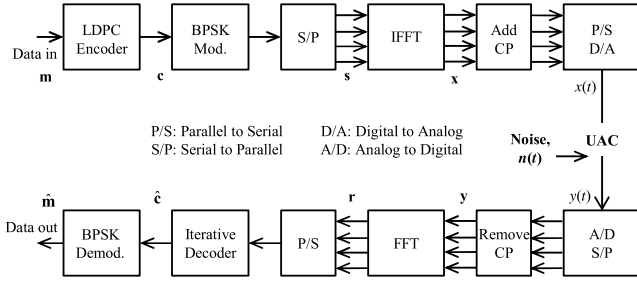 Data in
m
LDPC
Encoder
c
BPSK
Mod.
S/P
s
IFFT
x
Add
CP
P/S
D/A
x(t)
P/S: Parallel to Serial
D/A: Digital to Analog
S/P: Serial to Parallel
A/D: Analog to Digital
Noise,
n(t)
UAC
y(t)
m̂
Data out
BPSK
Demod.
ĉ
Iterative
Decoder
P/S
r
FFT
y
Remove
CP
A/D
S/P